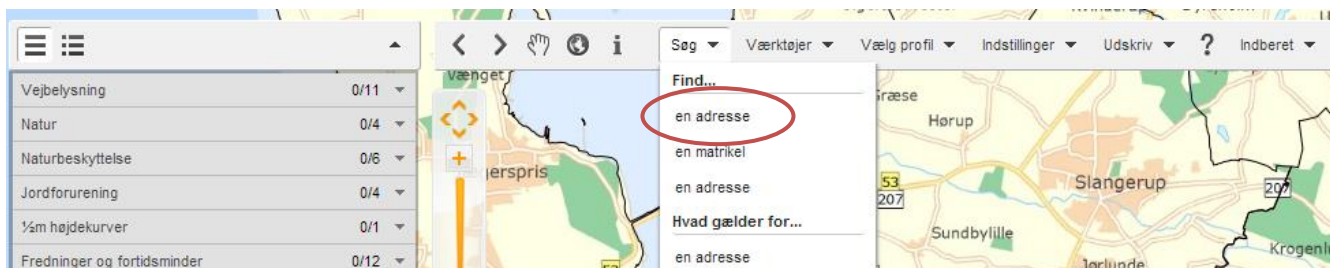 i
Søg
Værktøjer
Vælg profil
Indstillinger
Udskriv
?
Indberet
Vejbelysning 0/11
Natur 0/4
Naturbeskyttelse 0/6
Jordforurening 0/4
½m højdekurver 0/1
Fredninger og fortidsminder 0/12
Find...
en adresse
en matrikel
en adresse
Hvad gælder for...
en adresse
Vænget
+
gerspris
53
Græse
Hørup
53
207
Slangerup
207
Sundbylille
Jørlunde
Krogenl